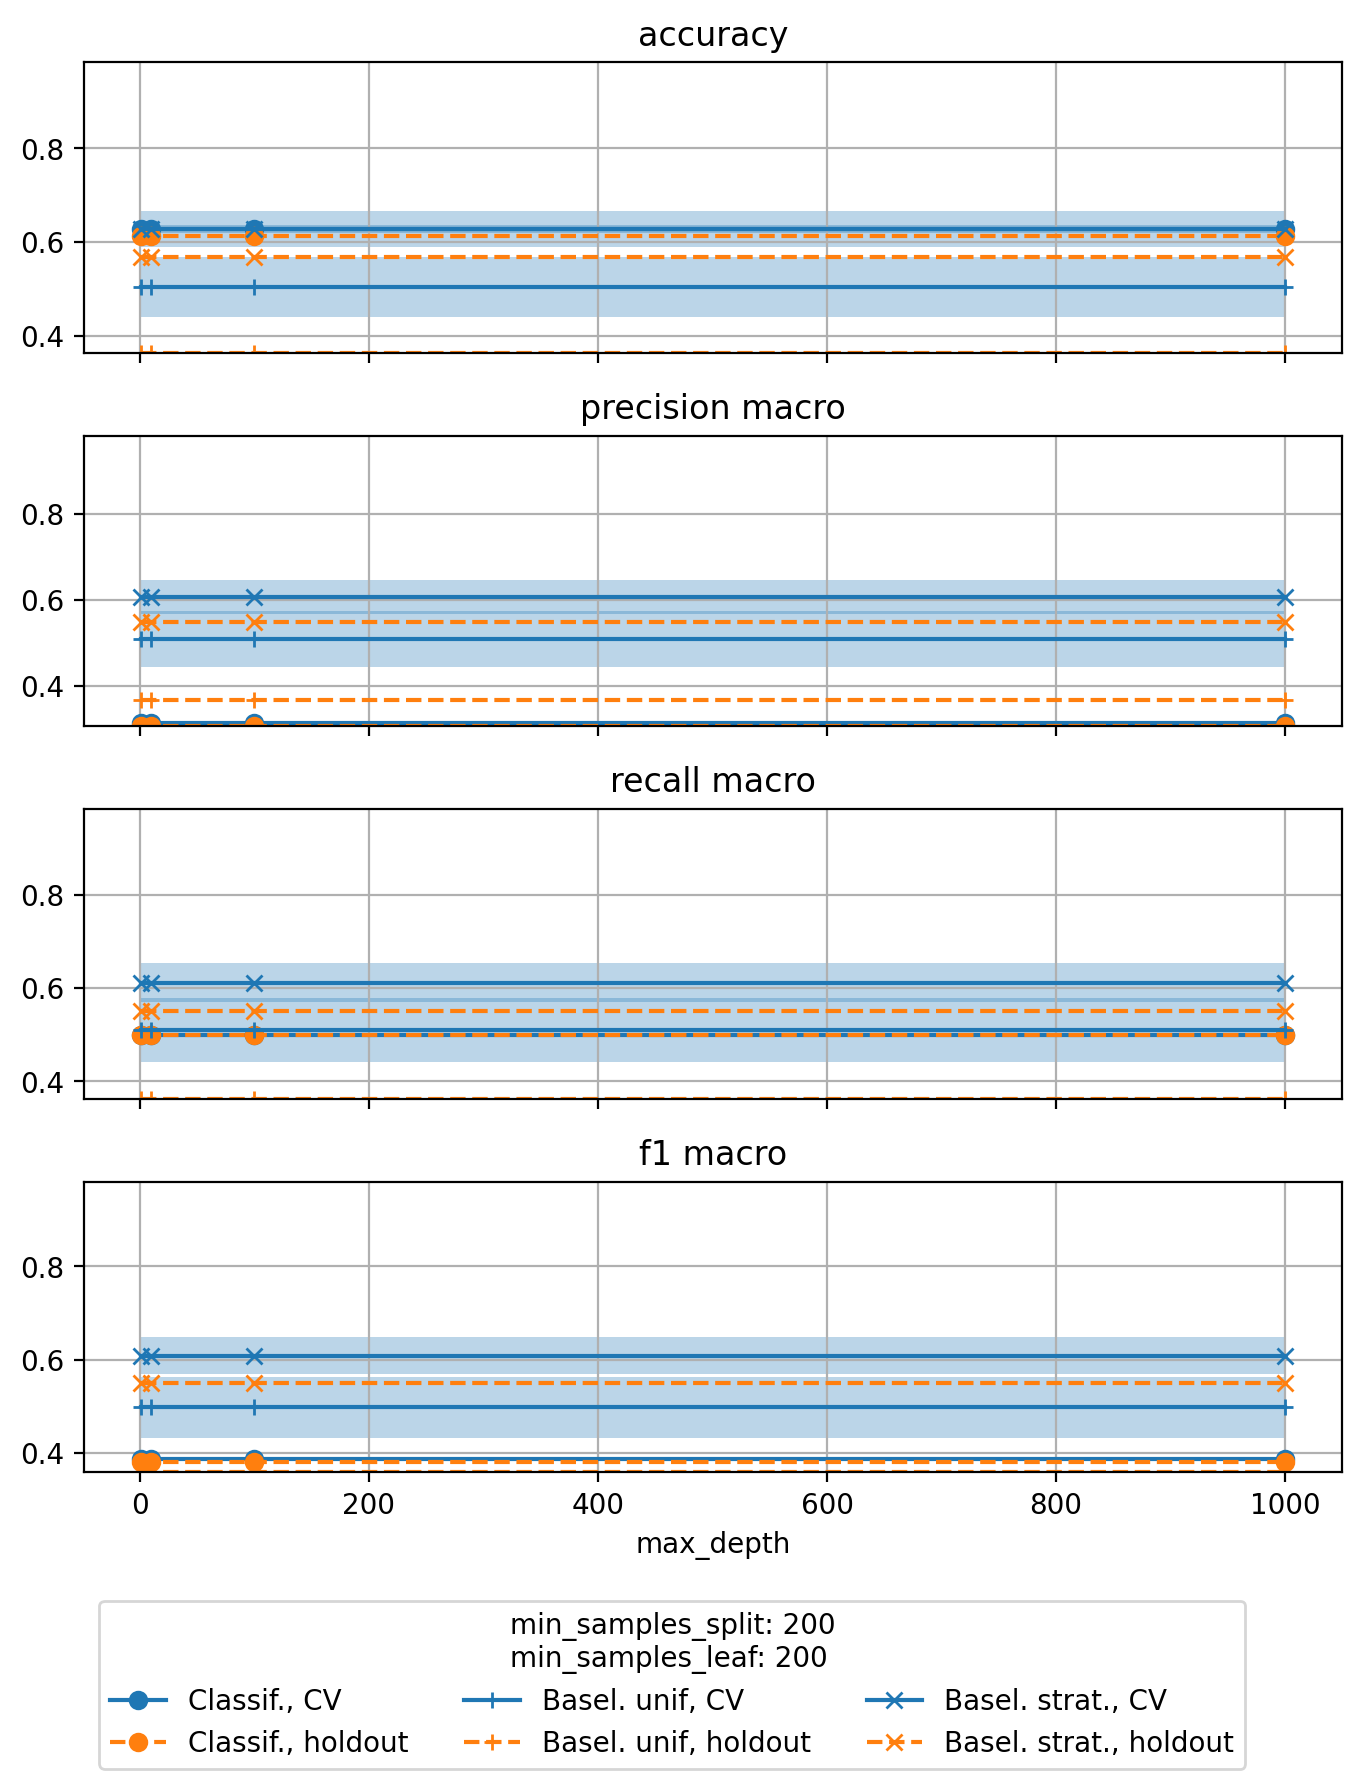 accuracy
0.8
0.6
0.4
precision macro
0.8
0.6
0.4
recall macro
0.8
0.6
0.4
f1 macro
0.8
0.6
0.4
0 200 400 600 800 1000
max_depth
min_samples_split: 200
min_samples_leaf: 200
Classif., CV Basel. unif, CV Basel. strat., CV
Classif., holdout Basel. unif, holdout Basel. strat., holdout